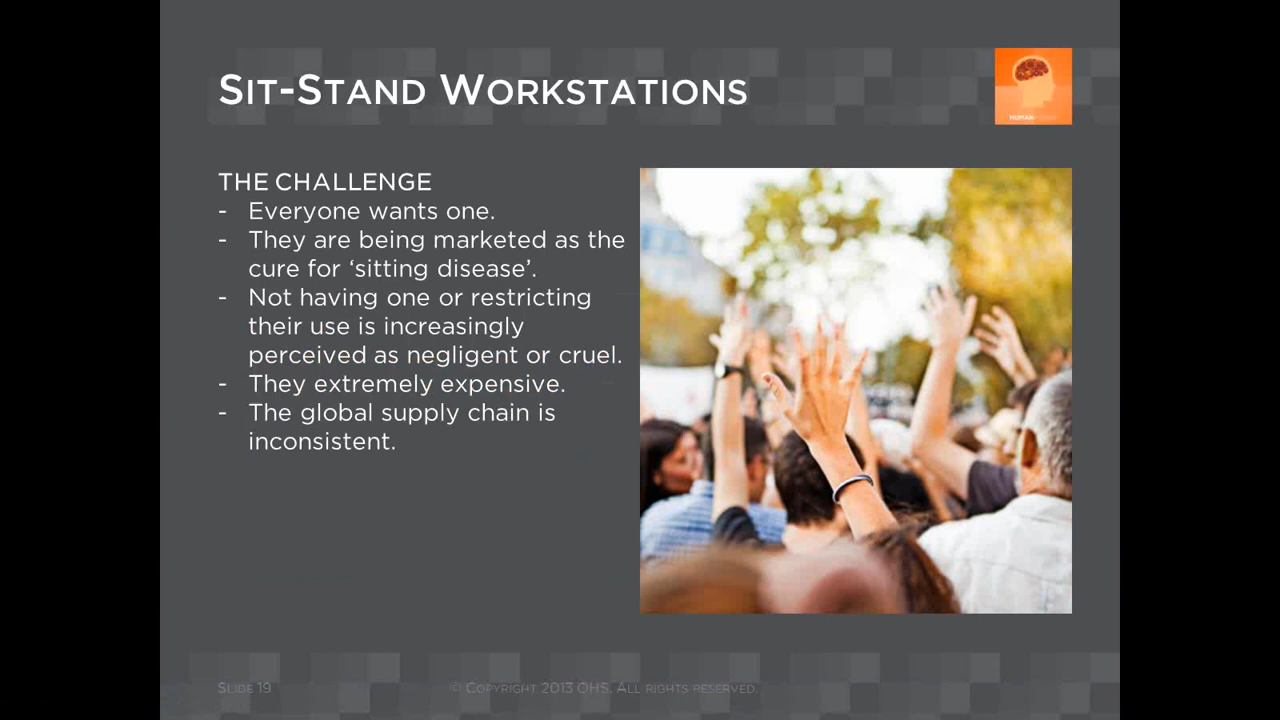 SIT-STAND WORKSTATIONS
HUMAN
THE CHALLENGE
- Everyone wants one.
- They are being marketed as the
cure for ‘sitting disease’.
- Not having one or restricting
their use is increasingly
perceived as negligent or cruel.
- They extremely expensive.
- The global supply chain is
inconsistent.
SLIDE 19
© COPYRIGHT 2013 OHS. ALL RIGHTS RESERVED.